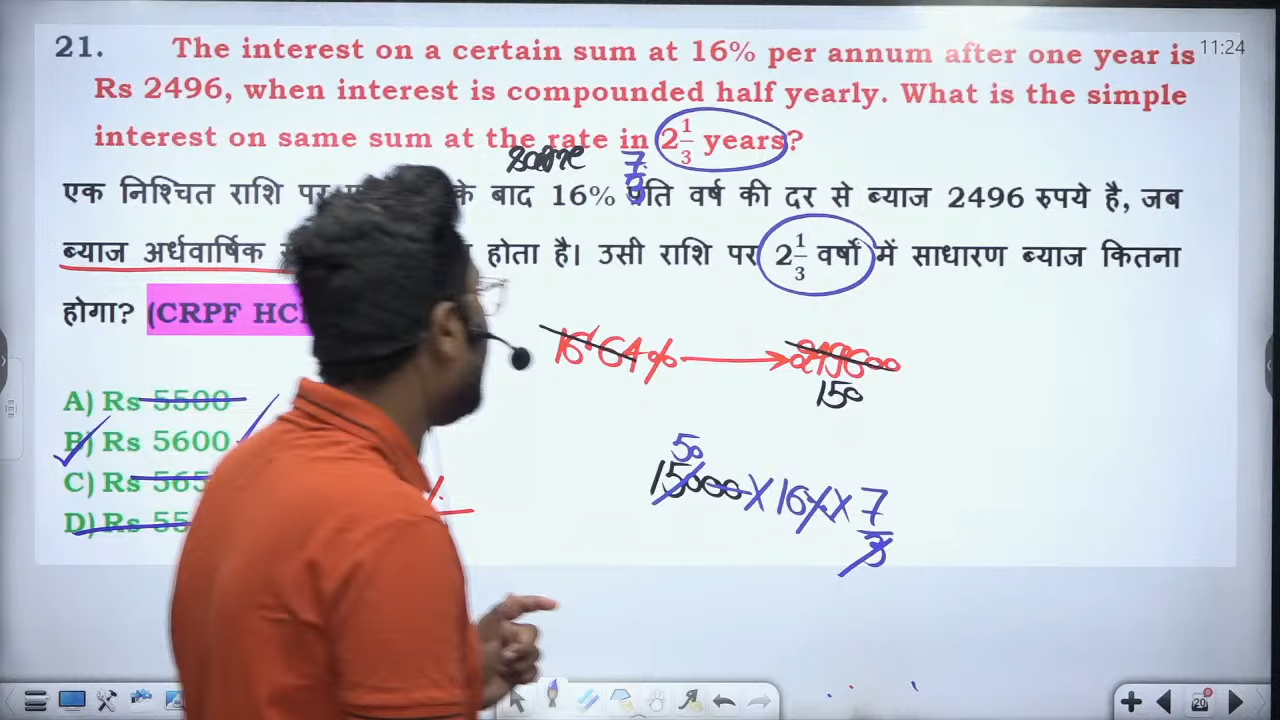 21. The interest on a certain sum at 16% per annum after one year is
11:24
Rs 2496, when interest is compounded half yearly. What is the simple
interest on same sum at the rate in 2 1/3 years?
same 7/3
एक निश्चित राशि पर के बाद 16% प्रति वर्ष की दर से ब्याज 2496 रुपये है, जब
ब्याज अर्धवार्षिक होता है। उसी राशि पर 2 1/3 वर्षों में साधारण ब्याज कितना
होगा? (CRPF HC
16.64% 249600
150
A) Rs 5500
B) Rs 5600
C) Rs 565
D) Rs 55
50
15000 X 16% X 7/3
20